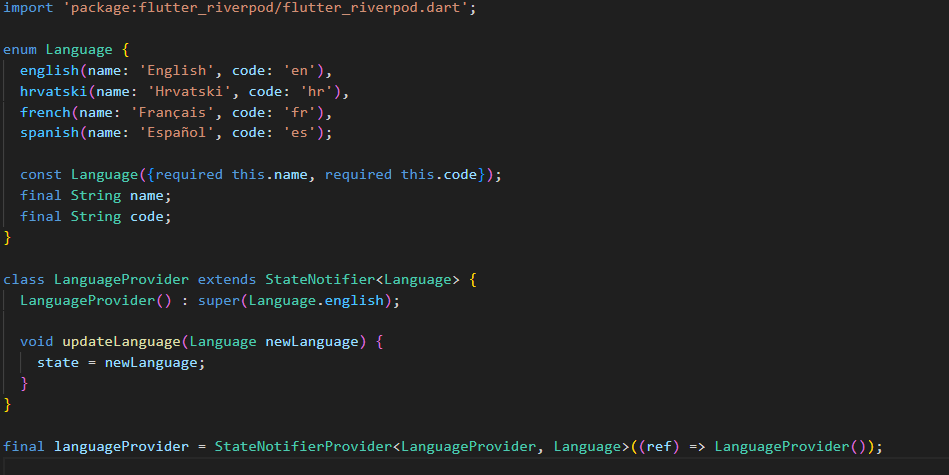 import 'package:flutter_riverpod/flutter_riverpod.dart';
enum Language {
english(name: 'English', code: 'en'),
hrvatski(name: 'Hrvatski', code: 'hr'),
french(name: 'Français', code: 'fr'),
spanish(name: 'Español', code: 'es');
const Language({required this.name, required this.code});
final String name;
final String code;
}
class LanguageProvider extends StateNotifier<Language> {
LanguageProvider() : super(Language.english);
void updateLanguage(Language newLanguage) {
state = newLanguage;
}
}
final languageProvider = StateNotifierProvider<LanguageProvider, Language>((ref) => LanguageProvider());